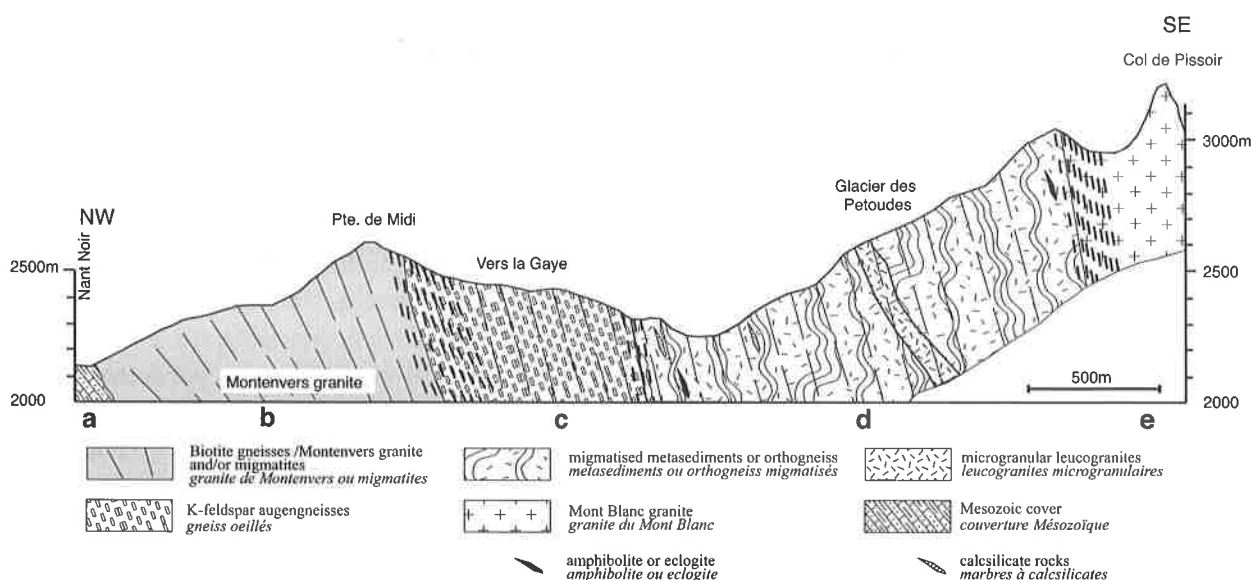 SE
Col de Pissoir
3000m
Glacier des
Petoudes
NW
Pte. de Midi
Vers la Gaye
2500m
Nant Noir
2500
Montenvers granite
500m
2000
2000
a
b
c
d
e
Biotite gneisses /Montenvers granite
and/or migmatites
granite de Montenvers ou migmatites
migmatised metasediments or orthogneiss
metasediments ou orthogneiss migmatisés
microgranular leucogranites
leucogranites microgranulaires
K-feldspar augengneisses
gneiss oeillés
Mont Blanc granite
granite du Mont Blanc
Mesozoic cover
couverture Mésozoïque
amphibolite or eclogite
amphibolite ou eclogite
calcsilicate rocks
marbres à calcsilicates